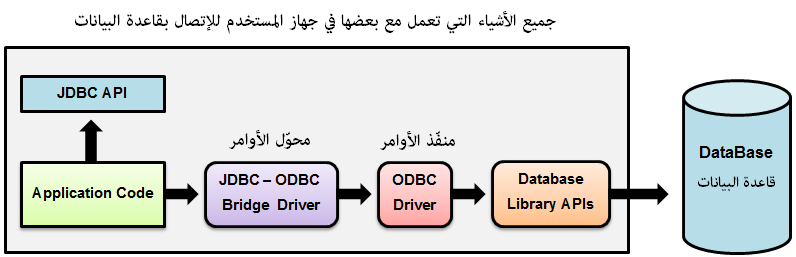 جميع الأشياء التي تعمل مع بعضها في جهاز المستخدم للإتصال بقاعدة البيانات
JDBC API
محوّل الأوامر
منفّذ الأوامر
Application Code
JDBC – ODBC
Bridge Driver
ODBC
Driver
Database
Library APIs
DataBase
قاعدة البيانات